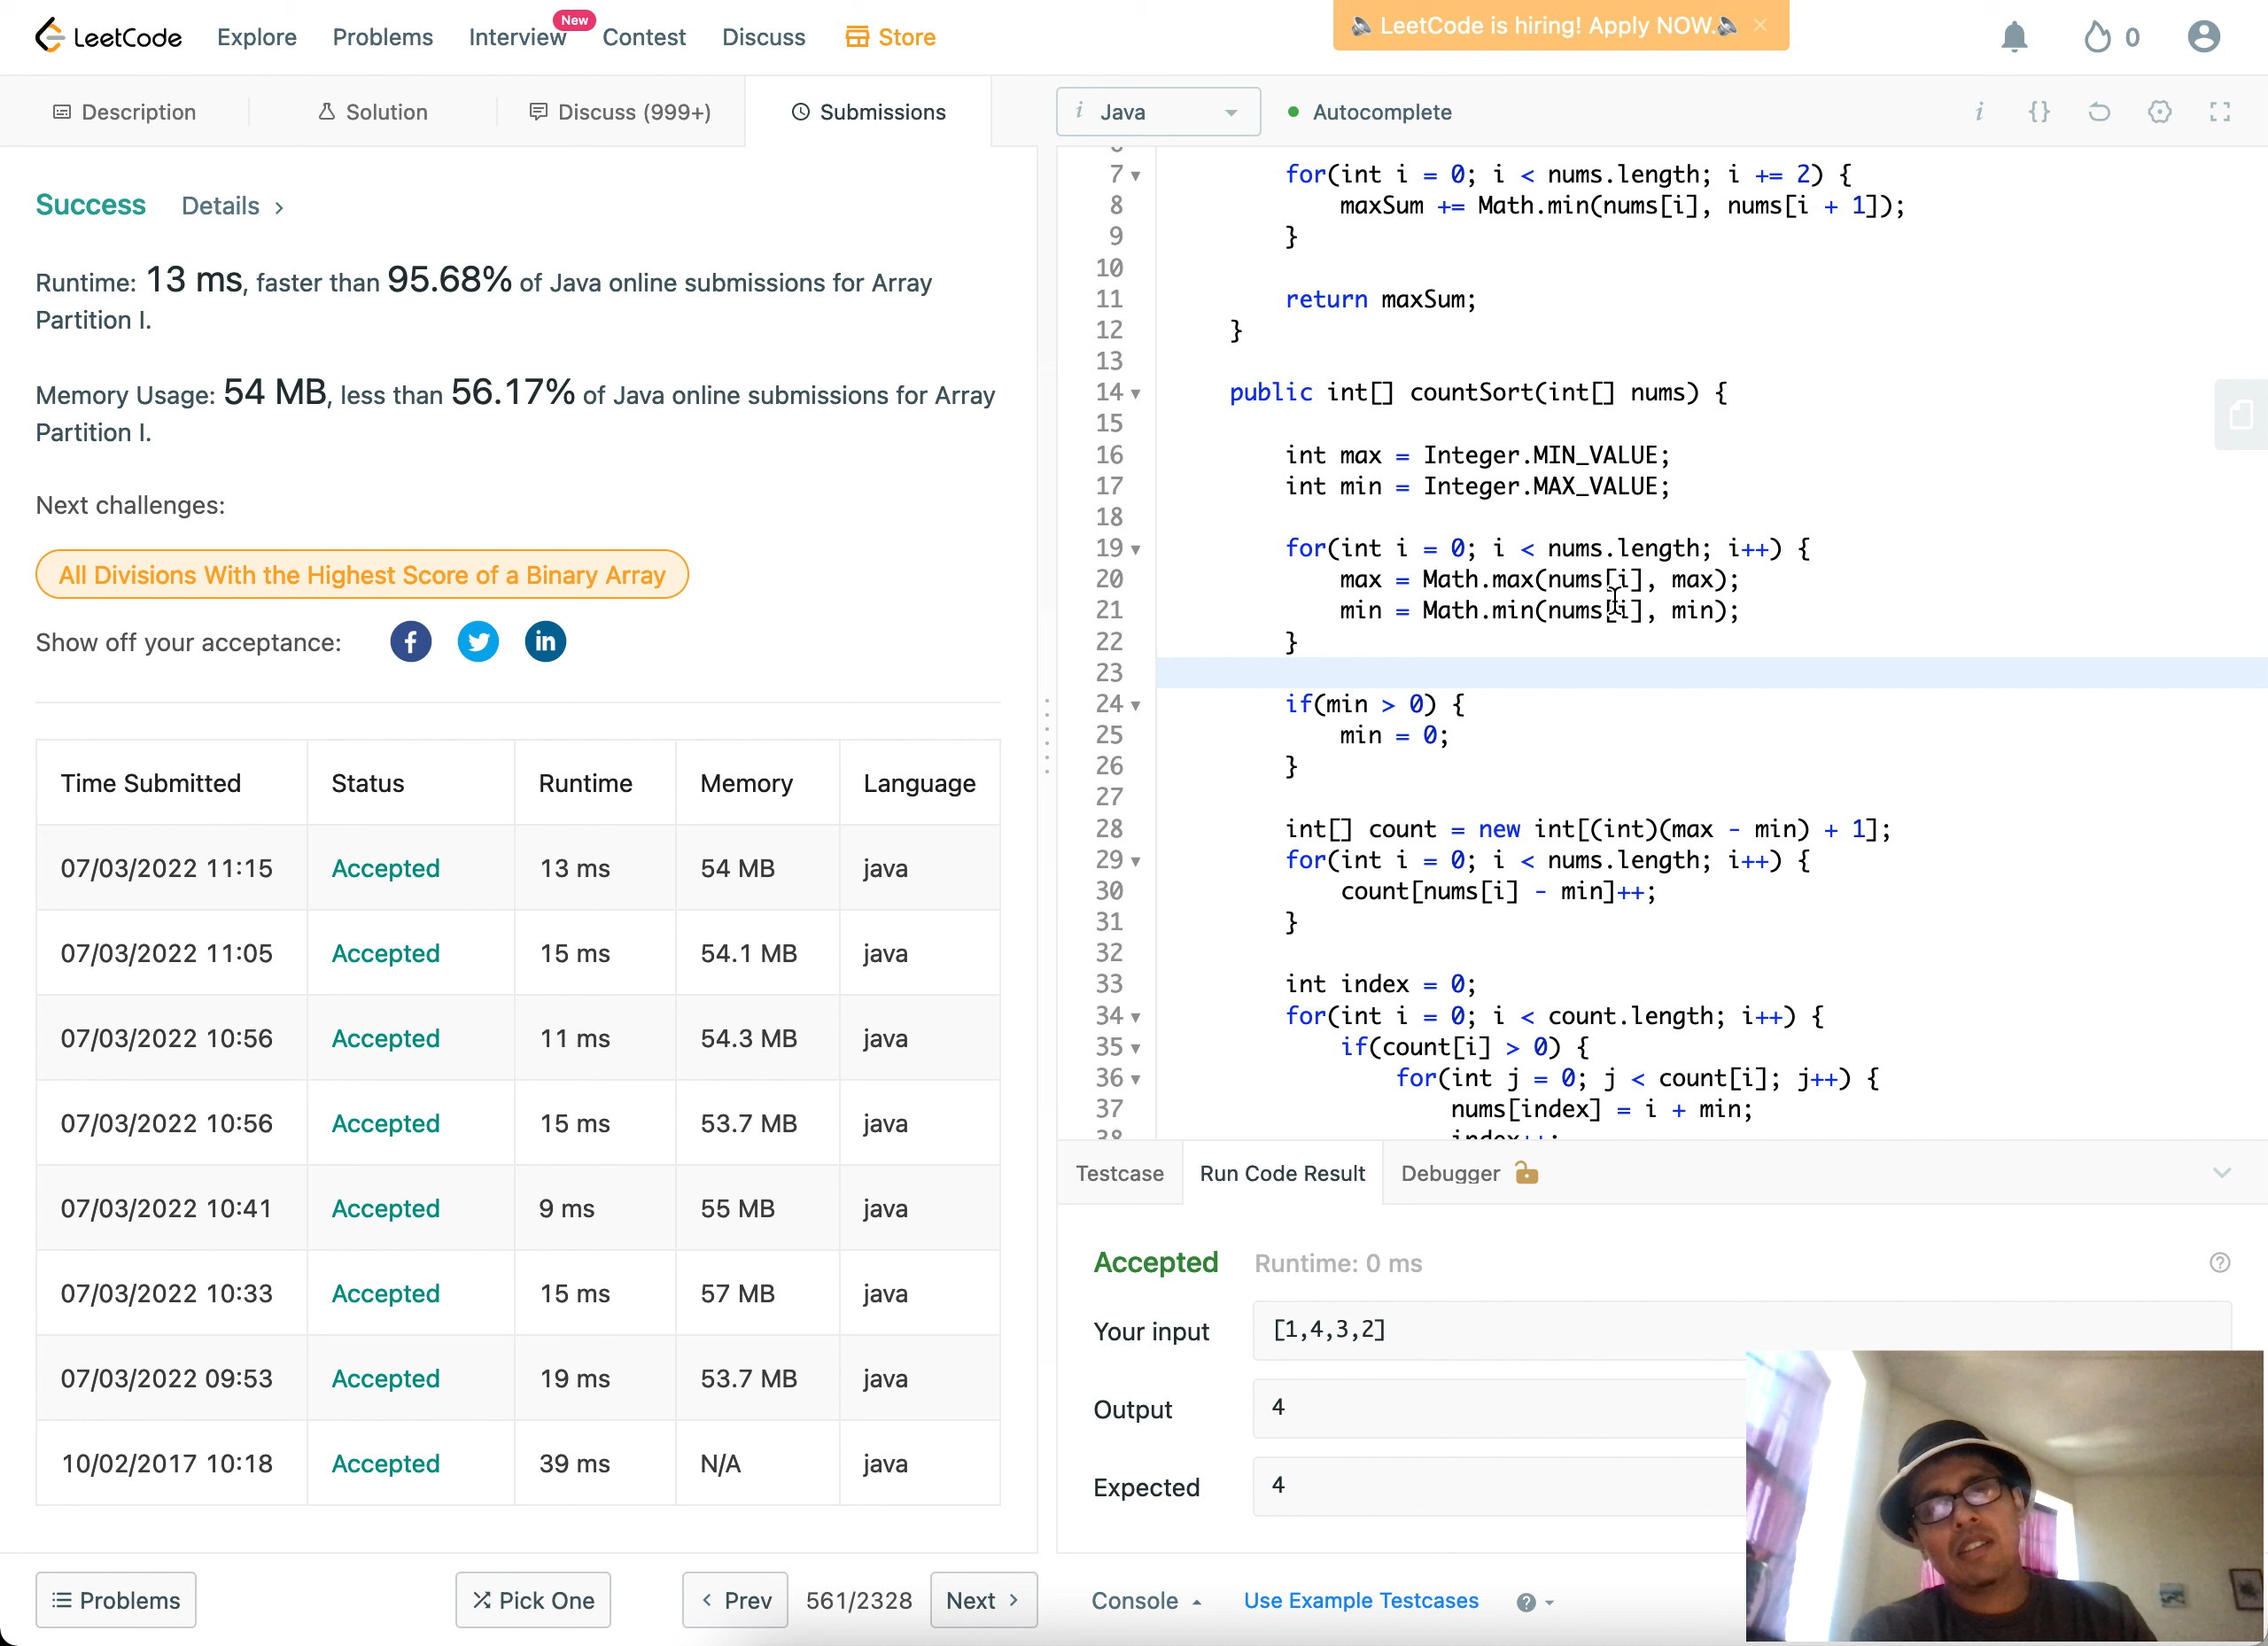 LeetCode
Explore
Problems
Interview
New
Contest
Discuss
Store
🔈 LeetCode is hiring! Apply NOW.🔈 ×
0
Description
Solution
Discuss (999+)
Submissions
Success
Details >
Runtime: 13 ms, faster than 95.68% of Java online submissions for Array
Partition I.
Memory Usage: 54 MB, less than 56.17% of Java online submissions for Array
Partition I.
Next challenges:
All Divisions With the Highest Score of a Binary Array
Show off your acceptance:
f
in
Time Submitted Status Runtime Memory Language
07/03/2022 11:15 Accepted 13 ms 54 MB java
07/03/2022 11:05 Accepted 15 ms 54.1 MB java
07/03/2022 10:56 Accepted 11 ms 54.3 MB java
07/03/2022 10:56 Accepted 15 ms 53.7 MB java
07/03/2022 10:41 Accepted 9 ms 55 MB java
07/03/2022 10:33 Accepted 15 ms 57 MB java
07/03/2022 09:53 Accepted 19 ms 53.7 MB java
10/02/2017 10:18 Accepted 39 ms N/A java
Problems
Pick One
< Prev
561/2328
Next >
i Java
Autocomplete
i {}
7 for(int i = 0; i < nums.length; i += 2) {
8 maxSum += Math.min(nums[i], nums[i + 1]);
9 }
10
11 return maxSum;
12 }
13
14 public int[] countSort(int[] nums) {
15
16 int max = Integer.MIN_VALUE;
17 int min = Integer.MAX_VALUE;
18
19 for(int i = 0; i < nums.length; i++) {
20 max = Math.max(nums[i], max);
21 min = Math.min(nums[i], min);
22 }
23
24 if(min > 0) {
25 min = 0;
26 }
27
28 int[] count = new int[(int)(max - min) + 1];
29 for(int i = 0; i < nums.length; i++) {
30 count[nums[i] - min]++;
31 }
32
33 int index = 0;
34 for(int i = 0; i < count.length; i++) {
35 if(count[i] > 0) {
36 for(int j = 0; j < count[i]; j++) {
37 nums[index] = i + min;
38 index++;
Testcase
Run Code Result
Debugger
Accepted
Runtime: 0 ms
?
Your input
[1,4,3,2]
Output
4
Expected
4
Console
Use Example Testcases
?